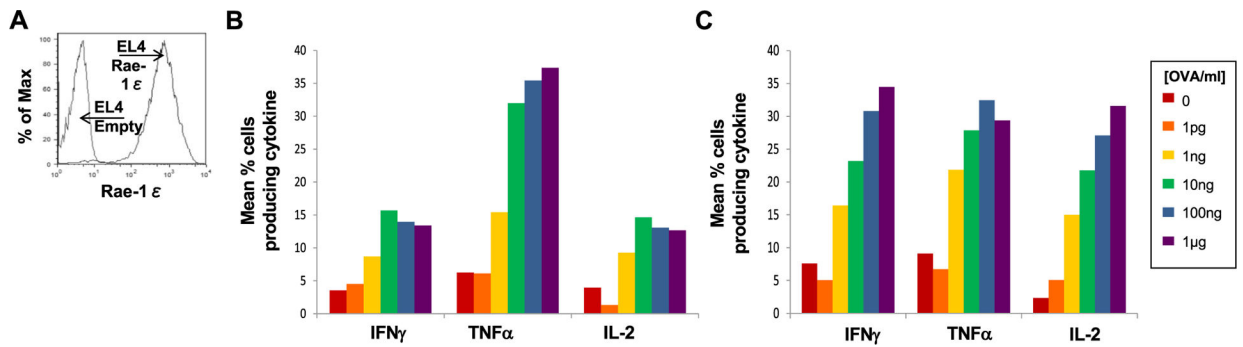 A
% of Max
100
80
60
40
20
0
EL4
Rae-
1 ε
EL4
Empty
10⁰ 10¹ 10² 10³ 10⁴
Rae-1 ε
B
Mean % cells
producing cytokine
40
35
30
25
20
15
10
5
0
IFNγ TNFα IL-2
C
Mean % cells
producing cytokine
40
35
30
25
20
15
10
5
0
IFNγ TNFα IL-2
[OVA/ml]
0
1pg
1ng
10ng
100ng
1µg